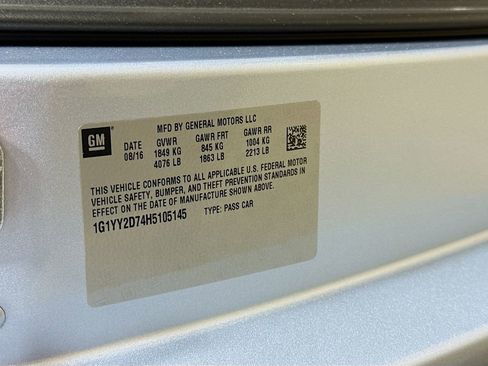 MFD BY GENERAL MOTORS LLC
GM DATE GVWR GAWR FRT GAWR RR
08/16 1849 KG 845 KG 1004 KG
4076 LB 1863 LB 2213 LB
THIS VEHICLE CONFORMS TO ALL APPLICABLE U.S. FEDERAL MOTOR
VEHICLE SAFETY, BUMPER, AND THEFT PREVENTION STANDARDS IN
EFFECT ON THE DATE OF MANUFACTURE SHOWN ABOVE.
1G1YY2D74H5105145 TYPE: PASS CAR